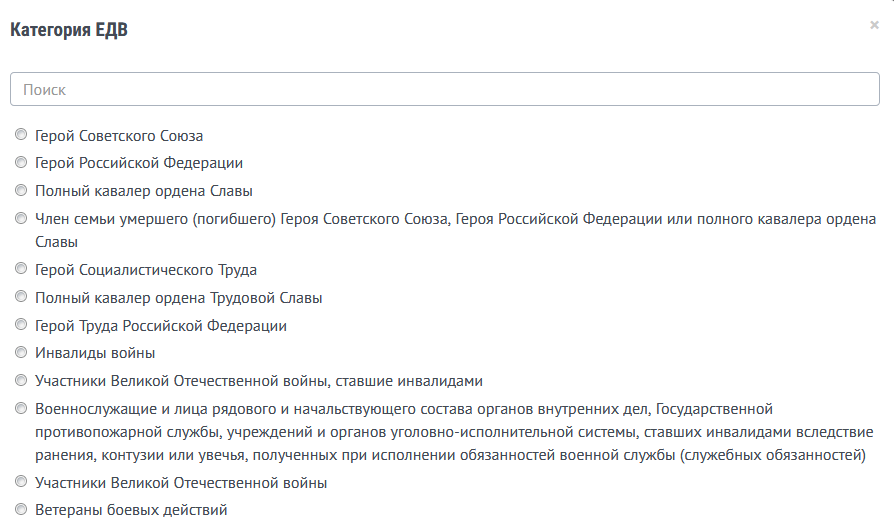 Категория ЕДВ
×
Поиск
Герой Советского Союза
Герой Российской Федерации
Полный кавалер ордена Славы
Член семьи умершего (погибшего) Героя Советского Союза, Героя Российской Федерации или полного кавалера ордена
Славы
Герой Социалистического Труда
Полный кавалер ордена Трудовой Славы
Герой Труда Российской Федерации
Инвалиды войны
Участники Великой Отечественной войны, ставшие инвалидами
Военнослужащие и лица рядового и начальствующего состава органов внутренних дел, Государственной
противопожарной службы, учреждений и органов уголовно-исполнительной системы, ставших инвалидами вследствие
ранения, контузии или увечья, полученных при исполнении обязанностей военной службы (служебных обязанностей)
Участники Великой Отечественной войны
Ветераны боевых действий